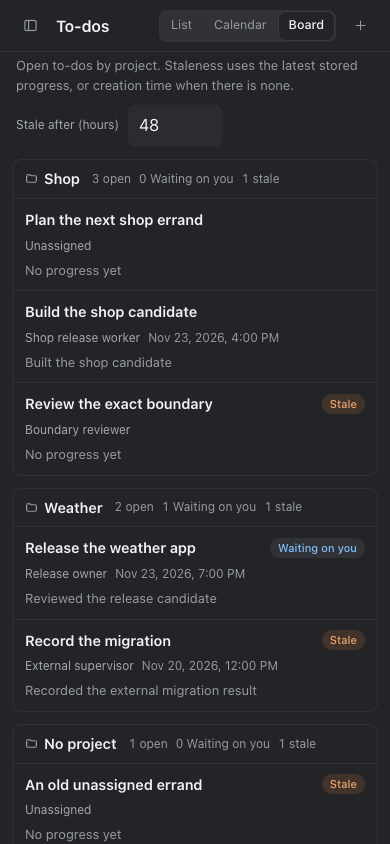 To-dos
List Calendar Board
Open to-dos by project. Staleness uses the latest stored
progress, or creation time when there is none.
Stale after (hours) 48
Shop 3 open 0 Waiting on you 1 stale
Plan the next shop errand
Unassigned
No progress yet
Build the shop candidate
Shop release worker Nov 23, 2026, 4:00 PM
Built the shop candidate
Review the exact boundary Stale
Boundary reviewer
No progress yet
Weather 2 open 1 Waiting on you 1 stale
Release the weather app Waiting on you
Release owner Nov 23, 2026, 7:00 PM
Reviewed the release candidate
Record the migration Stale
External supervisor Nov 20, 2026, 12:00 PM
Recorded the external migration result
No project 1 open 0 Waiting on you 1 stale
An old unassigned errand Stale
Unassigned
No progress yet